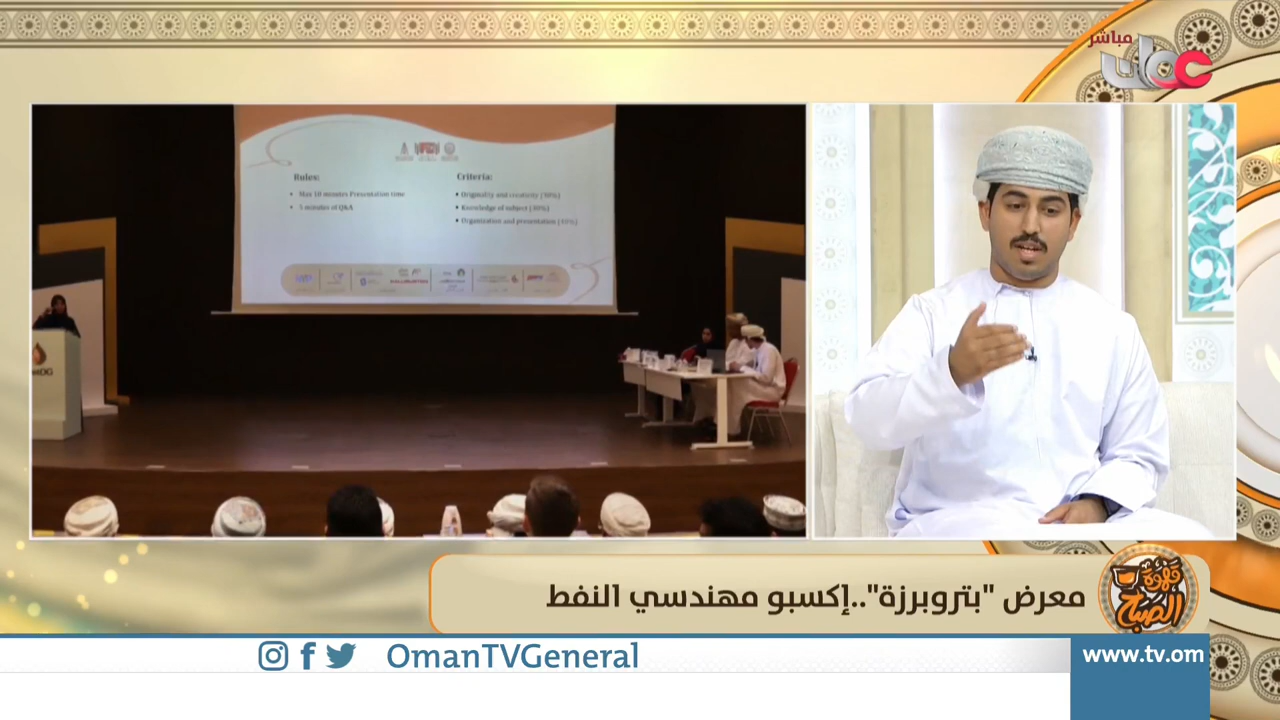 مباشر
عمان
Rules:
• Max 10 minutes Presentation time
• 5 minutes of Q&A
Criteria:
• Originality and creativity
• Knowledge of subject
• Organization and presentation
معرض "بتروبرزة"..إكسبو مهندسي النفط
قهوة
الصباح
OmanTVGeneral
www.tv.om